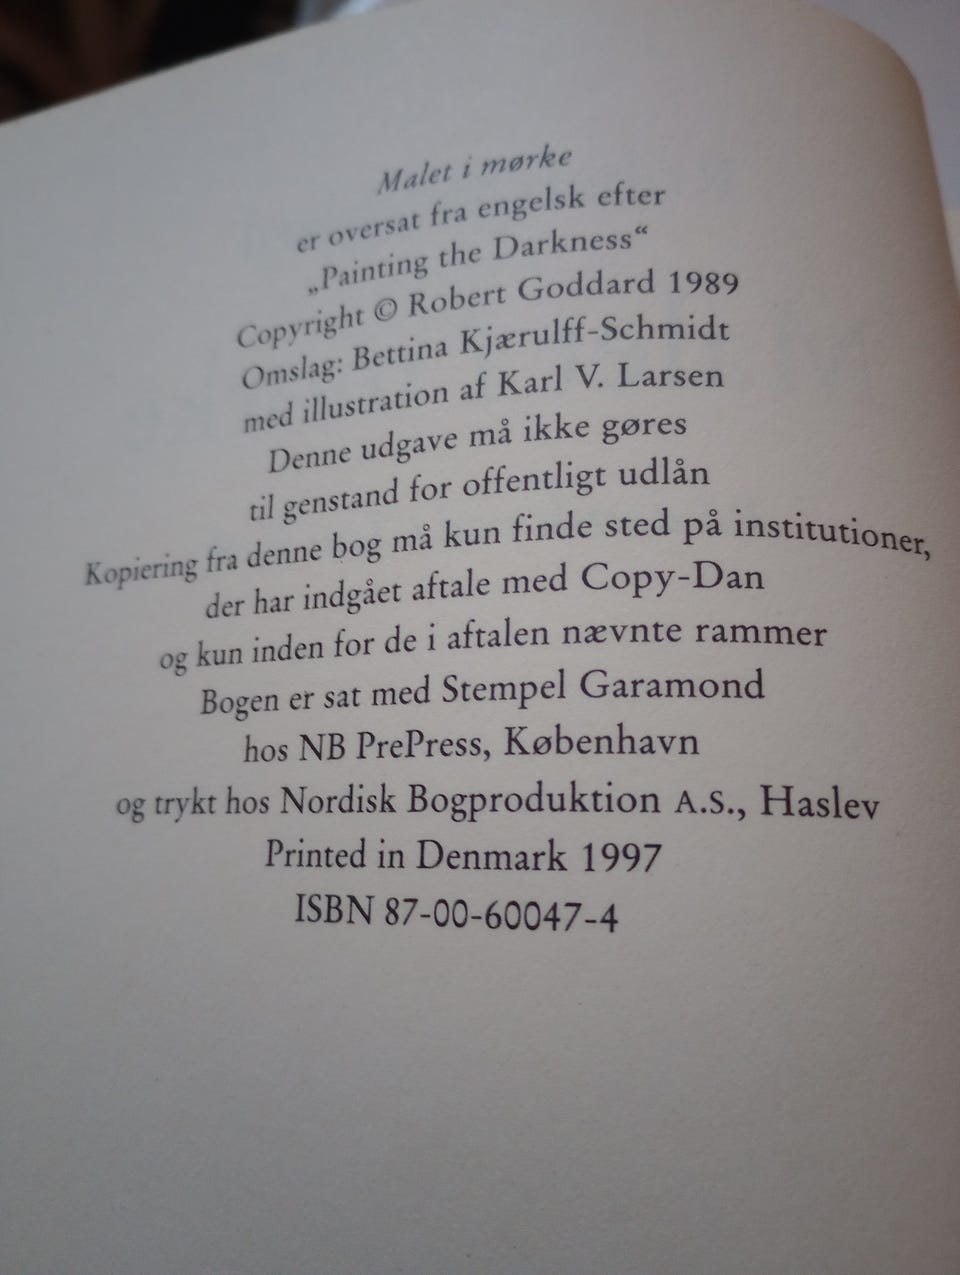 Malet i mørke
er oversat fra engelsk efter
„Painting the Darkness“
Copyright © Robert Goddard 1989
Omslag: Bettina Kjærulff-Schmidt
med illustration af Karl V. Larsen
Denne udgave må ikke gøres
til genstand for offentligt udlån
Kopiering fra denne bog må kun finde sted på institutioner,
der har indgået aftale med Copy-Dan
og kun inden for de i aftalen nævnte rammer
Bogen er sat med Stempel Garamond
hos NB PrePress, København
og trykt hos Nordisk Bogproduktion A.S., Haslev
Printed in Denmark 1997
ISBN 87-00-60047-4